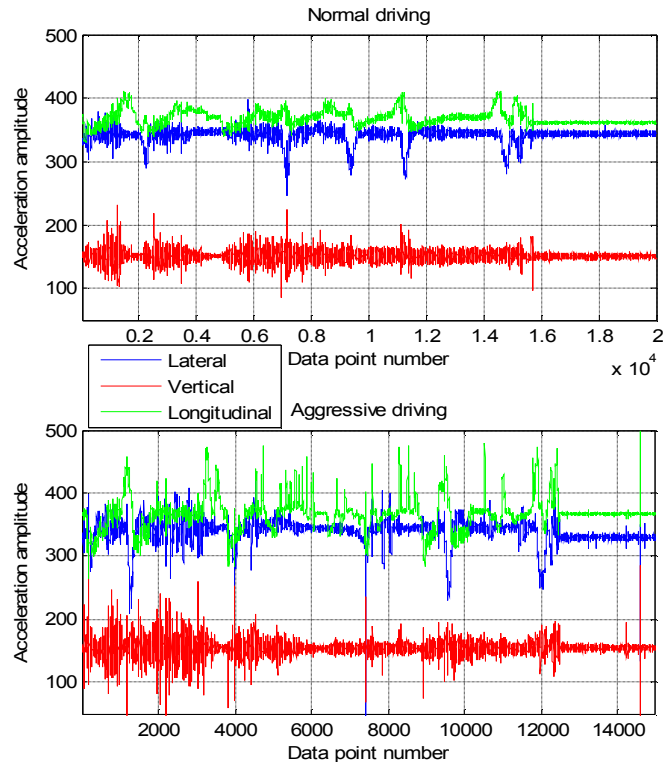 Normal driving
500
400
300
200
100
Acceleration amplitude
0.2 0.4 0.6 0.8 1 1.2 1.4 1.6 1.8 2
Data point number
x 10^4
Lateral
Vertical
Longitudinal
Aggressive driving
500
400
300
200
100
Acceleration amplitude
2000 4000 6000 8000 10000 12000 14000
Data point number